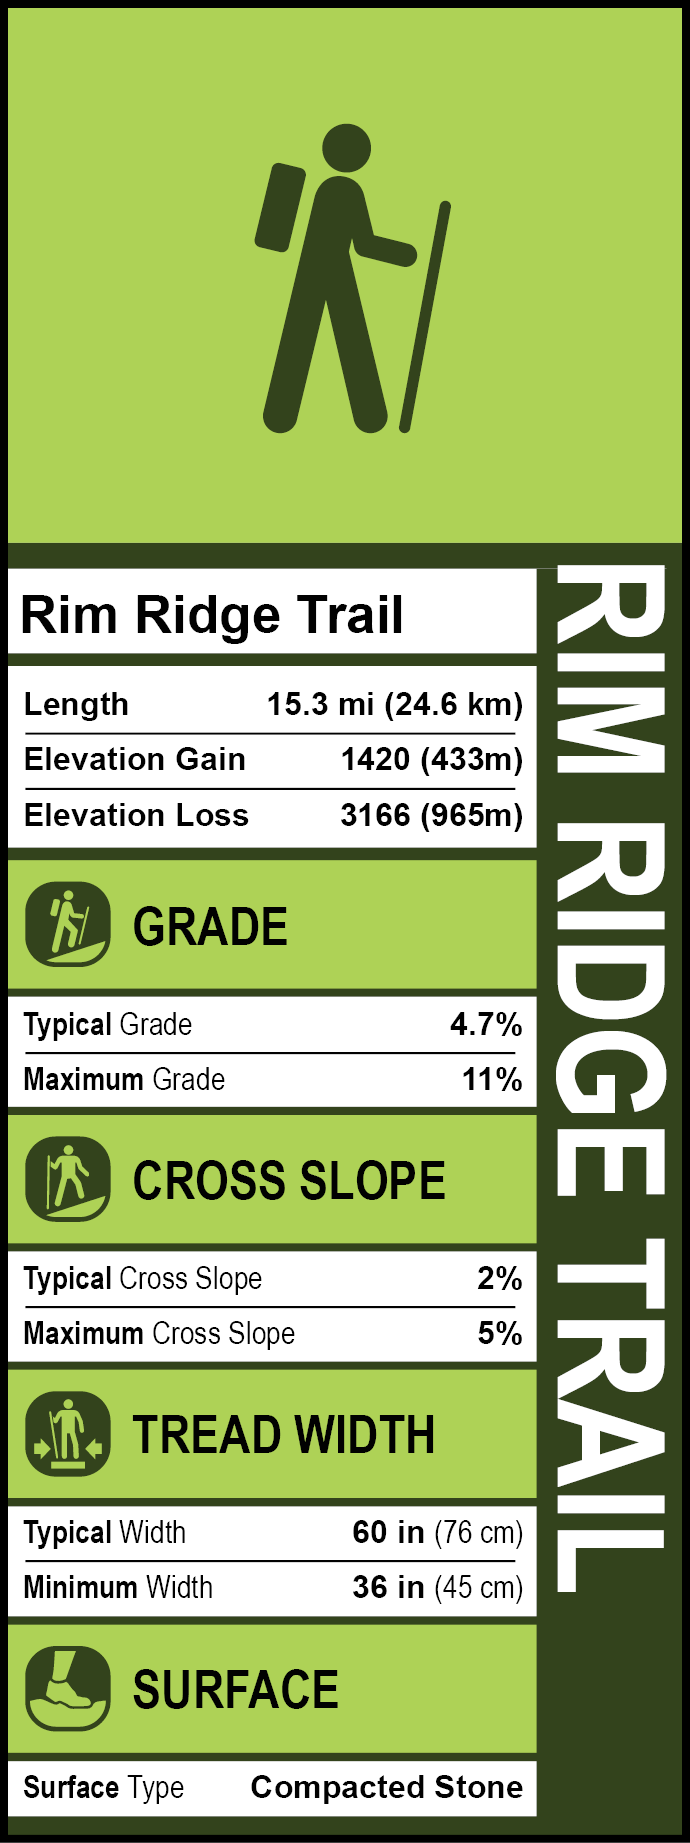 Rim Ridge Trail
Length 15.3 mi (24.6 km)
Elevation Gain 1420 (433m)
Elevation Loss 3166 (965m)
GRADE
Typical Grade 4.7%
Maximum Grade 11%
CROSS SLOPE
Typical Cross Slope 2%
Maximum Cross Slope 5%
TREAD WIDTH
Typical Width 60 in (76 cm)
Minimum Width 36 in (45 cm)
SURFACE
Surface Type Compacted Stone
RIM RIDGE TRAIL